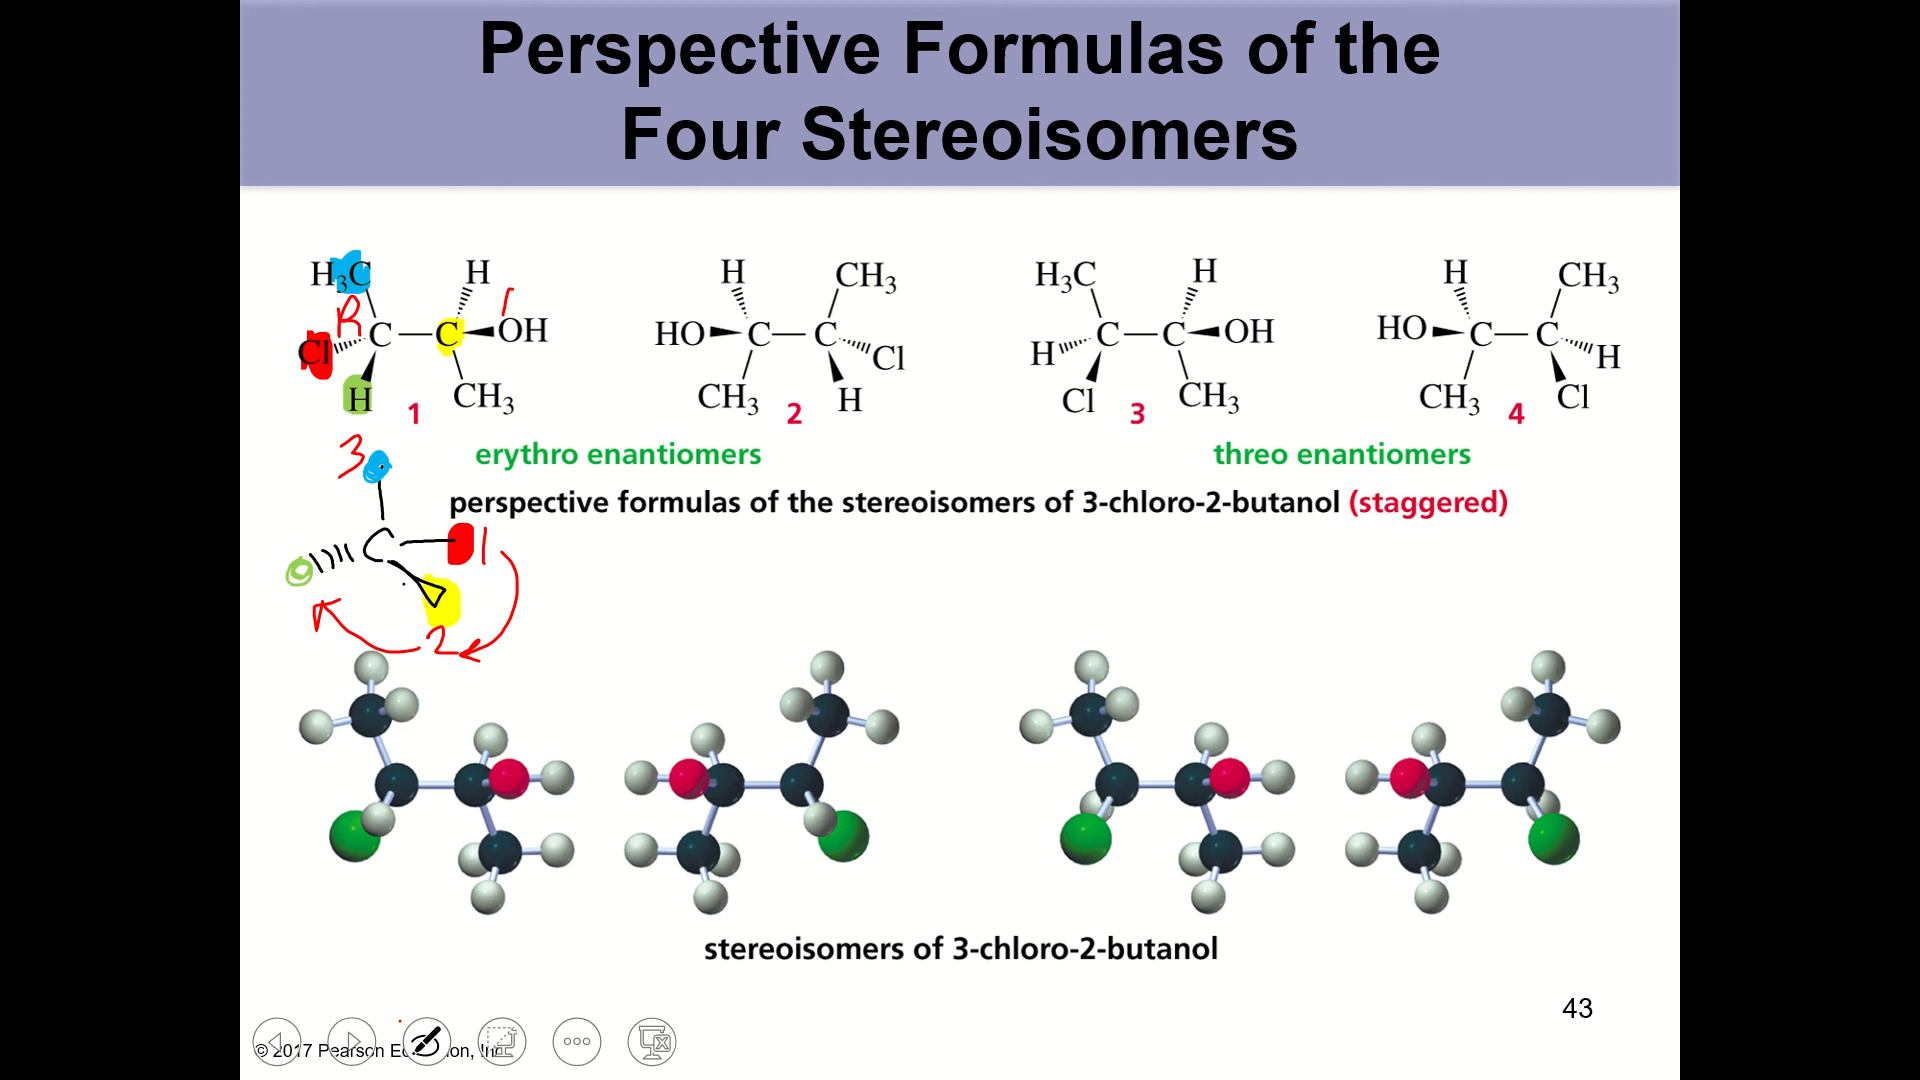 Perspective Formulas of the
Four Stereoisomers
H₃C H H CH₃ H₃C H H CH₃
R
Cl C C OH HO C C Cl H C C OH HO C C H
H CH₃ CH₃ H Cl CH₃ CH₃ Cl
1 2 3 4
erythro enantiomers threo enantiomers
perspective formulas of the stereoisomers of 3-chloro-2-butanol (staggered)
3
C 1
2
stereoisomers of 3-chloro-2-butanol
43
© 2017 Pearson